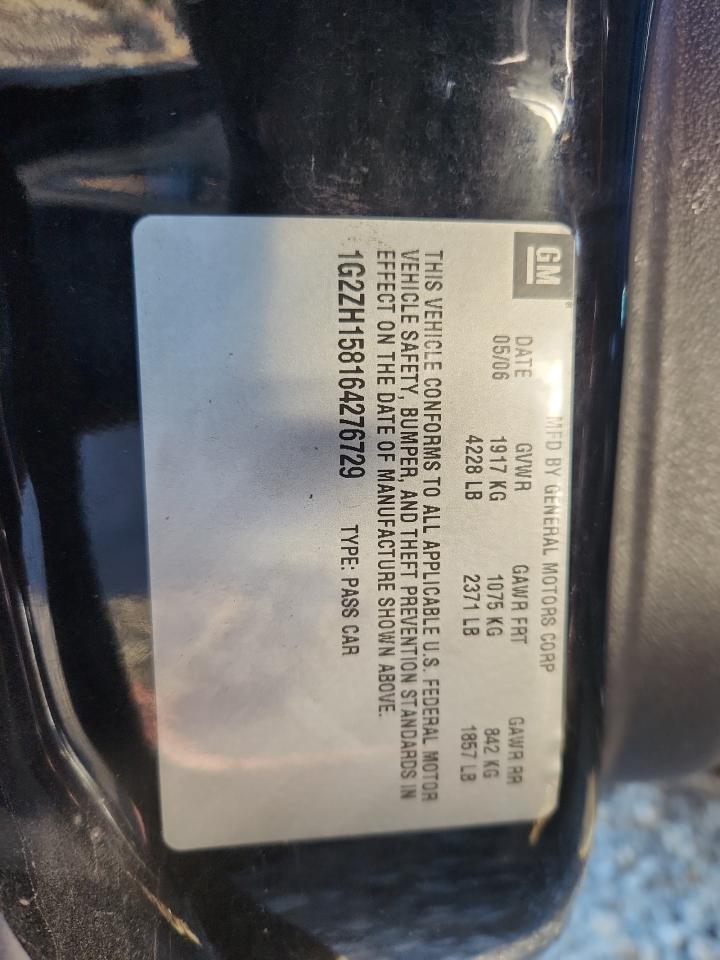 GM
MFD BY GENERAL MOTORS CORP
DATE GVWR GAWR FRT GAWR RR
05/06 1917 KG 1075 KG 842 KG
4228 LB 2371 LB 1857 LB
THIS VEHICLE CONFORMS TO ALL APPLICABLE U.S. FEDERAL MOTOR
VEHICLE SAFETY, BUMPER, AND THEFT PREVENTION STANDARDS IN
EFFECT ON THE DATE OF MANUFACTURE SHOWN ABOVE.
1G2ZH158164276729 TYPE: PASS CAR